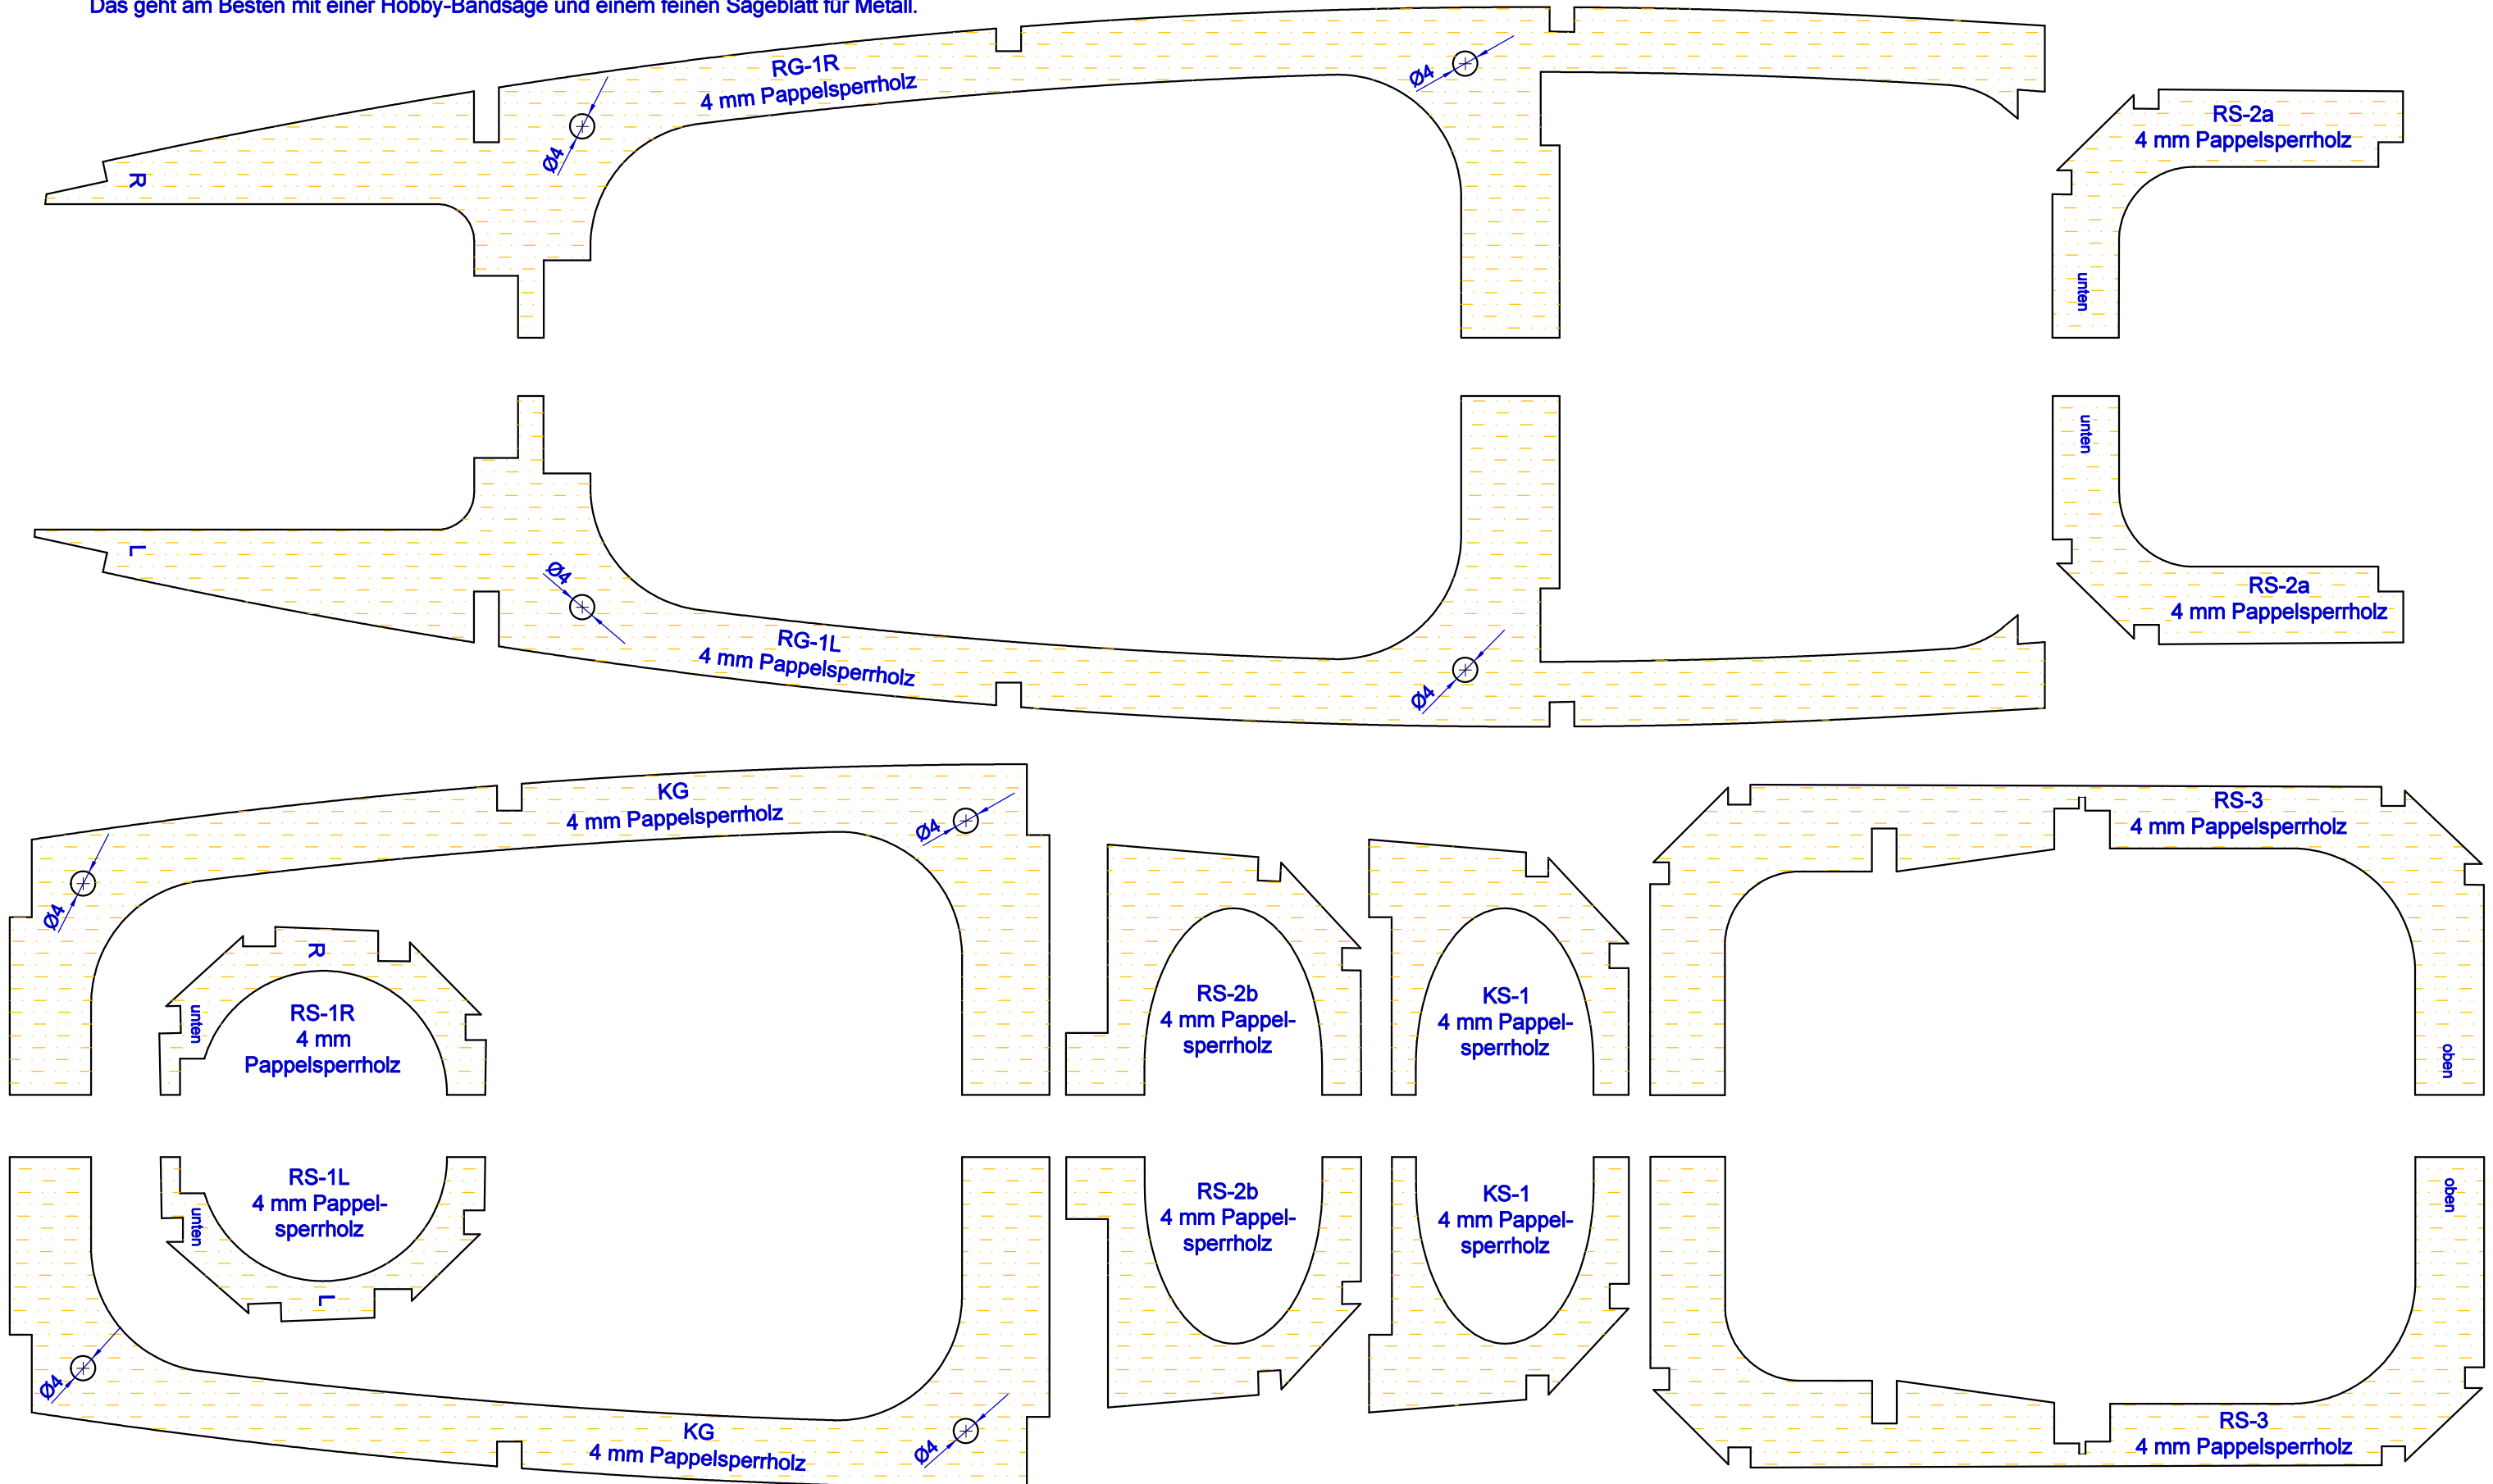 Das geht am Besten mit einer Hobby-Bandsäge und einem feinen Sägeblatt für Metall.
RG-1R
4 mm Pappelsperrholz
Ø4
Ø4
R
RS-2a
4 mm Pappelsperrholz
unten
unten
RS-2a
4 mm Pappelsperrholz
L
Ø4
RG-1L
4 mm Pappelsperrholz
Ø4
KG
4 mm Pappelsperrholz
Ø4
Ø4
R
unten
RS-1R
4 mm
Pappelsperrholz
RS-2b
4 mm Pappel-
sperrholz
KS-1
4 mm Pappel-
sperrholz
RS-3
4 mm Pappelsperrholz
oben
RS-1L
4 mm Pappel-
sperrholz
unten
L
RS-2b
4 mm Pappel-
sperrholz
KS-1
4 mm Pappel-
sperrholz
oben
Ø4
KG
4 mm Pappelsperrholz
Ø4
RS-3
4 mm Pappelsperrholz